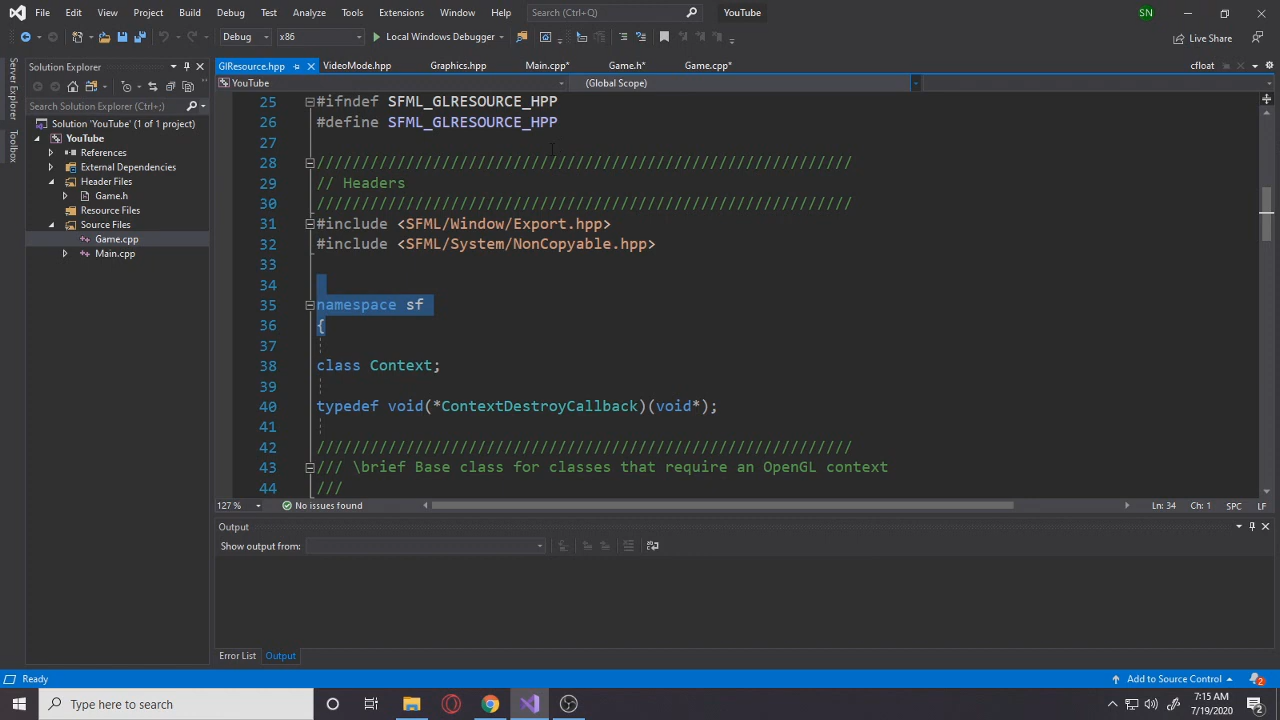 File Edit View Git Project Build Debug Test Analyze Tools Extensions Window Help Search (Ctrl+Q) YouTube SN
Debug x86 Local Windows Debugger Live Share
Server Explorer
Toolbox
Solution Explorer
Search Solution Explorer (Ctrl+;)
Solution 'YouTube' (1 of 1 project)
YouTube
References
External Dependencies
Header Files
Game.h
Resource Files
Source Files
Game.cpp
Main.cpp
GlResource.hpp VideoMode.hpp Graphics.hpp Main.cpp* Game.h* Game.cpp* cfloat
YouTube (Global Scope)
25 #ifndef SFML_GLRESOURCE_HPP
26 #define SFML_GLRESOURCE_HPP
27
28 ////////////////////////////////////////////////////////////
29 // Headers
30 ////////////////////////////////////////////////////////////
31 #include <SFML/Window/Export.hpp>
32 #include <SFML/System/NonCopyable.hpp>
33
34
35 namespace sf
36 {
37
38 class Context;
39
40 typedef void(*ContextDestroyCallback)(void*);
41
42 ////////////////////////////////////////////////////////////
43 /// \brief Base class for classes that require an OpenGL context
44 ///
127 % No issues found Ln: 34 Ch: 1 SPC LF
Output
Show output from:
Error List Output
Ready Add to Source Control 2
Type here to search
7:15 AM
7/19/2020 2